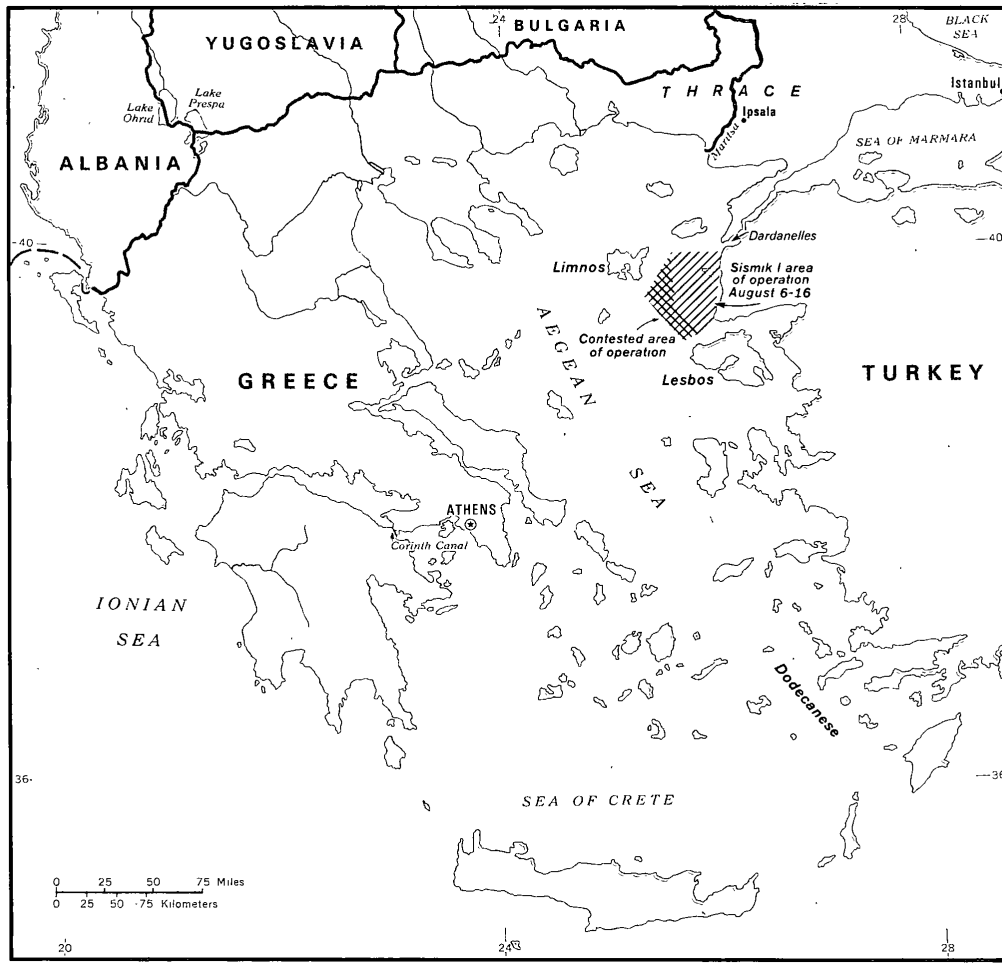 24
28
BULGARIA
BLACK
SEA
YUGOSLAVIA
Istanbul
THRACE
Lake
Prespa
Lake
Ohrid
Ipsala
Maritsa
SEA OF MARMARA
ALBANIA
40
Dardanelles
40
Limnos
Sismik I area
of operation
August 6-16
Contested area
of operation
AEGEAN
SEA
GREECE
Lesbos
TURKEY
ATHENS
Corinth Canal
IONIAN
SEA
Dodecanese
36
36
SEA OF CRETE
0 25 50 75 Miles
0 25 50 75 Kilometers
20
24
28